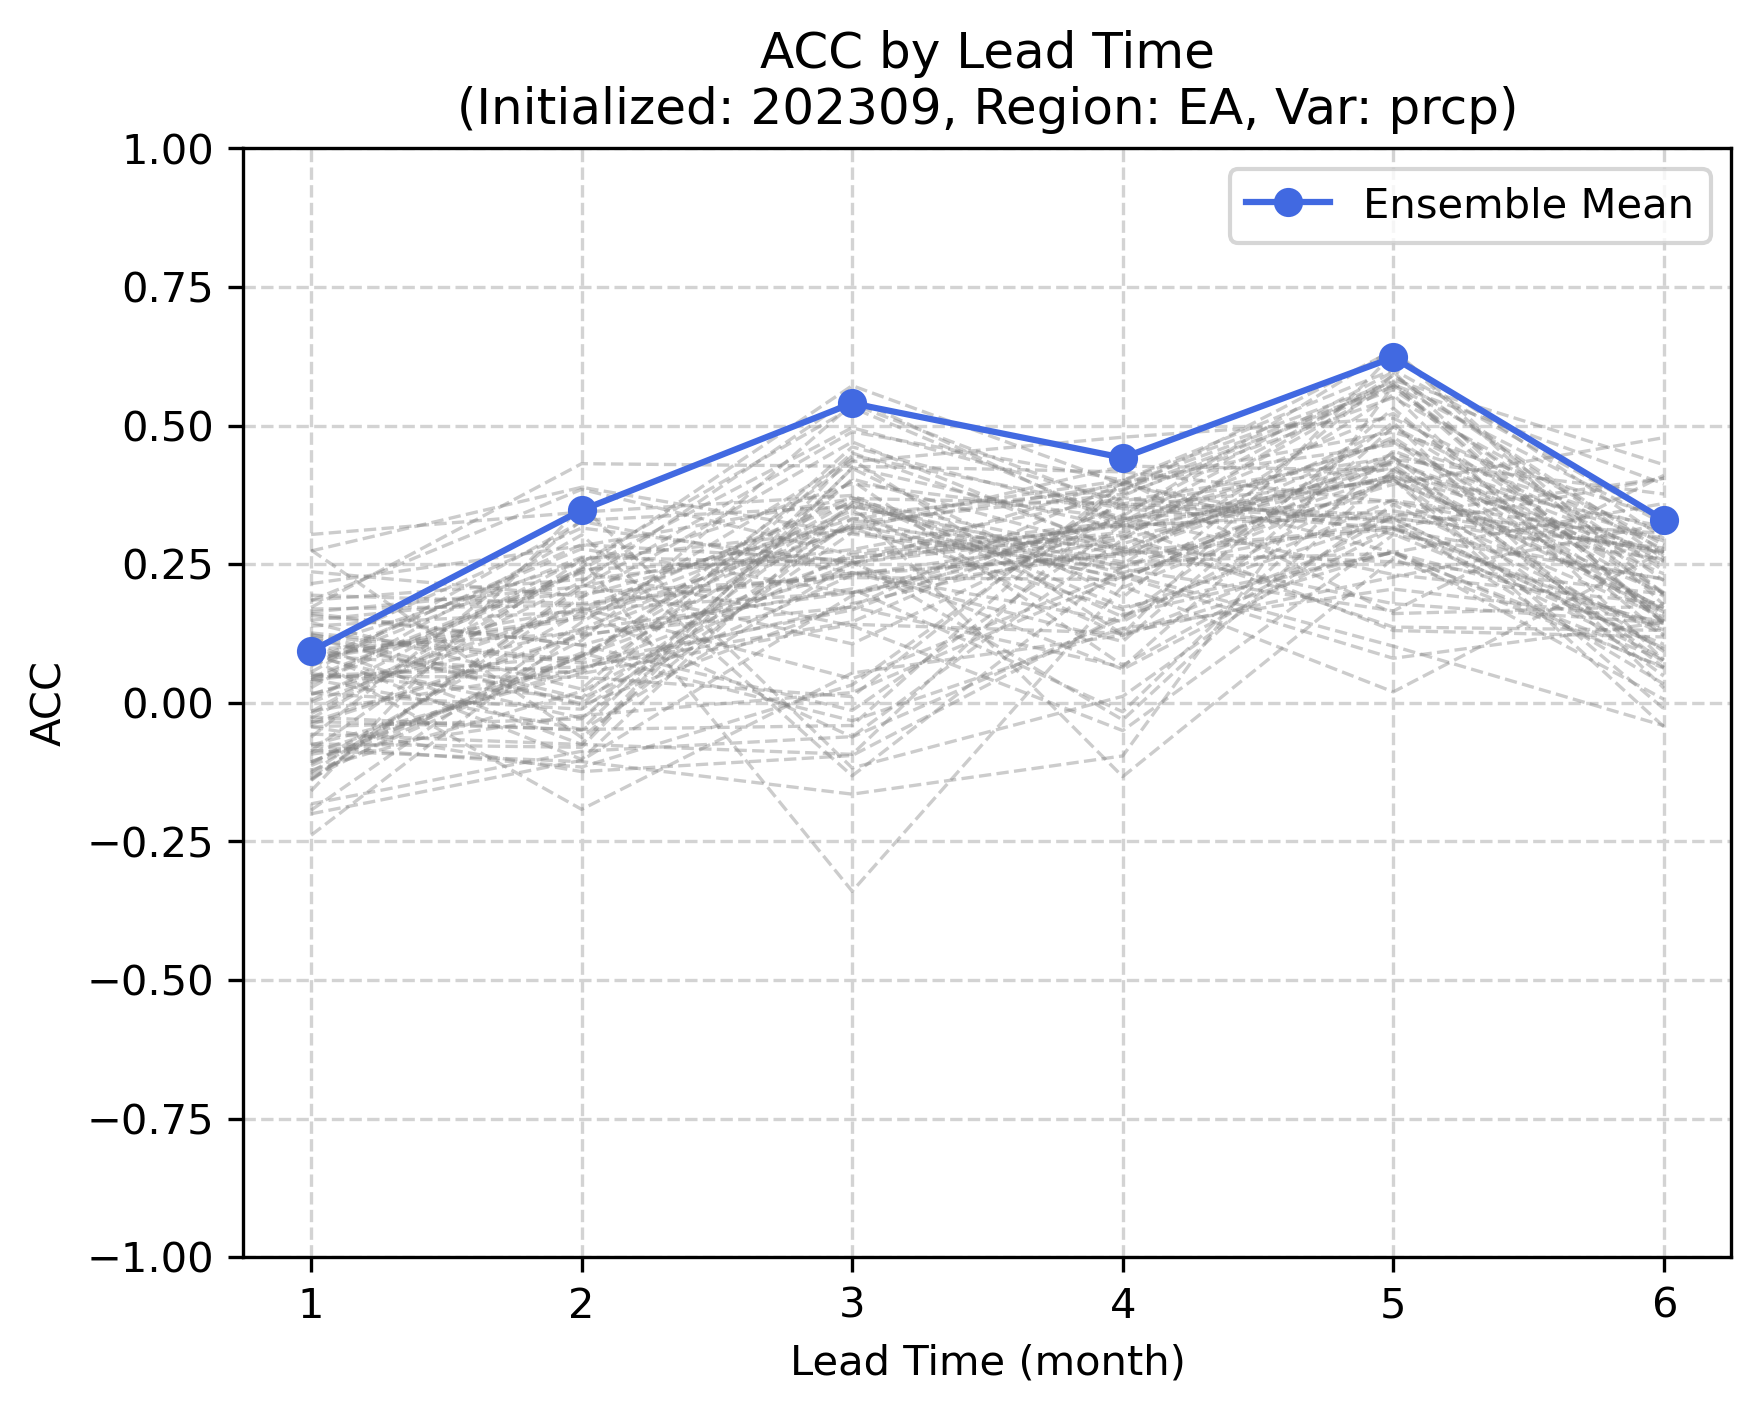 ACC by Lead Time
(Initialized: 202309, Region: EA, Var: prcp)
Ensemble Mean
1.00
0.75
0.50
0.25
0.00
−0.25
−0.50
−0.75
−1.00
ACC
1 2 3 4 5 6
Lead Time (month)